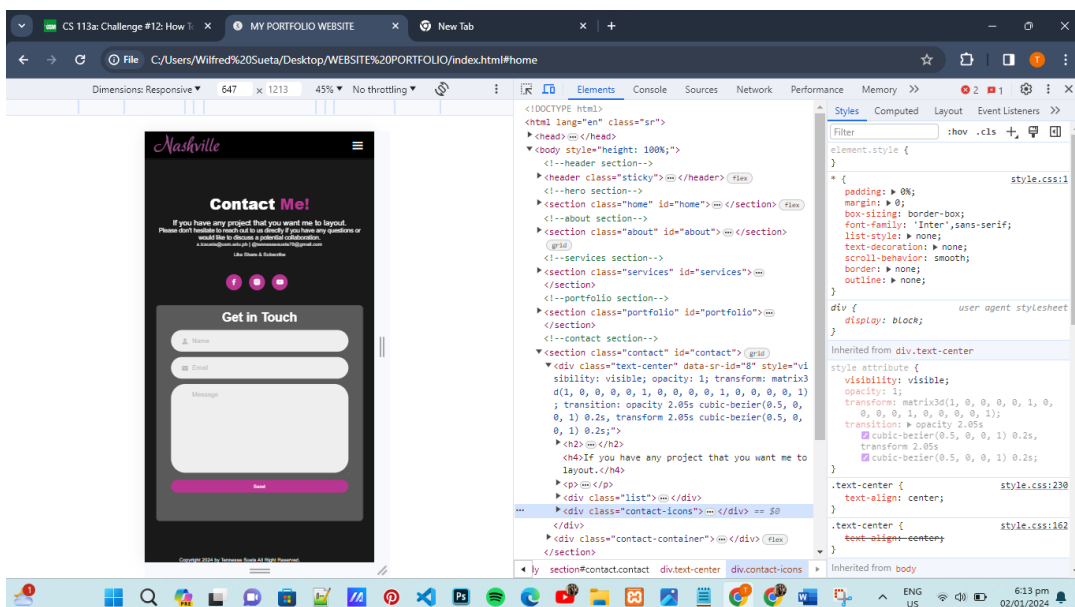 CS 113a: Challenge #12: How To
MY PORTFOLIO WEBSITE
New Tab
File
C:/Users/Wilfred%20Sueta/Desktop/WEBSITE%20PORTFOLIO/index.html#home
Dimensions: Responsive ▼ 647 x 1213 45% ▼ No throttling ▼
Elements Console Sources Network Performance Memory >> 2 1
Nashville
Contact Me!
If you have any project that you want me to layout.
Please don't hesitate to reach out to us directly if you have any questions or
would like to discuss a potential collaboration.
Like Share & Subscribe
Get in Touch
Name
Email
Message
Send
Copyright 2024 by Tennessee Sueta All Right Reserved.
<!DOCTYPE html>
<html lang="en" class="sr">
▶<head>…</head>
▼<body style="height: 100%;">
<!--header section-->
▶<header class="sticky">…</header> flex
<!--hero section-->
▶<section class="home" id="home">…</section> flex
<!--about section-->
▶<section class="about" id="about">…</section>
grid
<!--services section-->
▶<section class="services" id="services">…
</section>
<!--portfolio section-->
▶<section class="portfolio" id="portfolio">…
</section>
<!--contact section-->
▼<section class="contact" id="contact"> grid
▼<div class="text-center" data-sr-id="8" style="vi
sibility: visible; opacity: 1; transform: matrix3
d(1, 0, 0, 0, 0, 1, 0, 0, 0, 0, 1, 0, 0, 0, 0, 1)
; transition: opacity 2.05s cubic-bezier(0.5, 0,
0, 1) 0.2s, transform 2.05s cubic-bezier(0.5, 0,
0, 1) 0.2s;">
▶<h2>…</h2>
<h4>If you have any project that you want me to
layout.</h4>
▶<p>…</p>
▶<div class="list">…</div>
… ▶<div class="contact-icons">…</div> == $0
</div>
▶<div class="contact-container">…</div> flex
</section>
ly section#contact.contact div.text-center div.contact-icons
Styles Computed Layout Event Listeners >>
Filter :hov .cls
element.style {
}
* { style.css:1
padding: ▶ 0%;
margin: ▶ 0;
box-sizing: border-box;
font-family: 'Inter',sans-serif;
list-style: ▶ none;
text-decoration: ▶ none;
scroll-behavior: smooth;
border: ▶ none;
outline: ▶ none;
}
div { user agent stylesheet
display: block;
}
Inherited from div.text-center
style attribute {
visibility: visible;
opacity: 1;
transform: matrix3d(1, 0, 0, 0, 0, 1, 0,
0, 0, 0, 1, 0, 0, 0, 0, 1);
transition: ▶ opacity 2.05s
cubic-bezier(0.5, 0, 0, 1) 0.2s,
transform 2.05s
cubic-bezier(0.5, 0, 0, 1) 0.2s;
}
.text-center { style.css:230
text-align: center;
}
.text-center { style.css:162
text-align: center;
}
Inherited from body
ENG
US
6:13 pm
02/01/2024